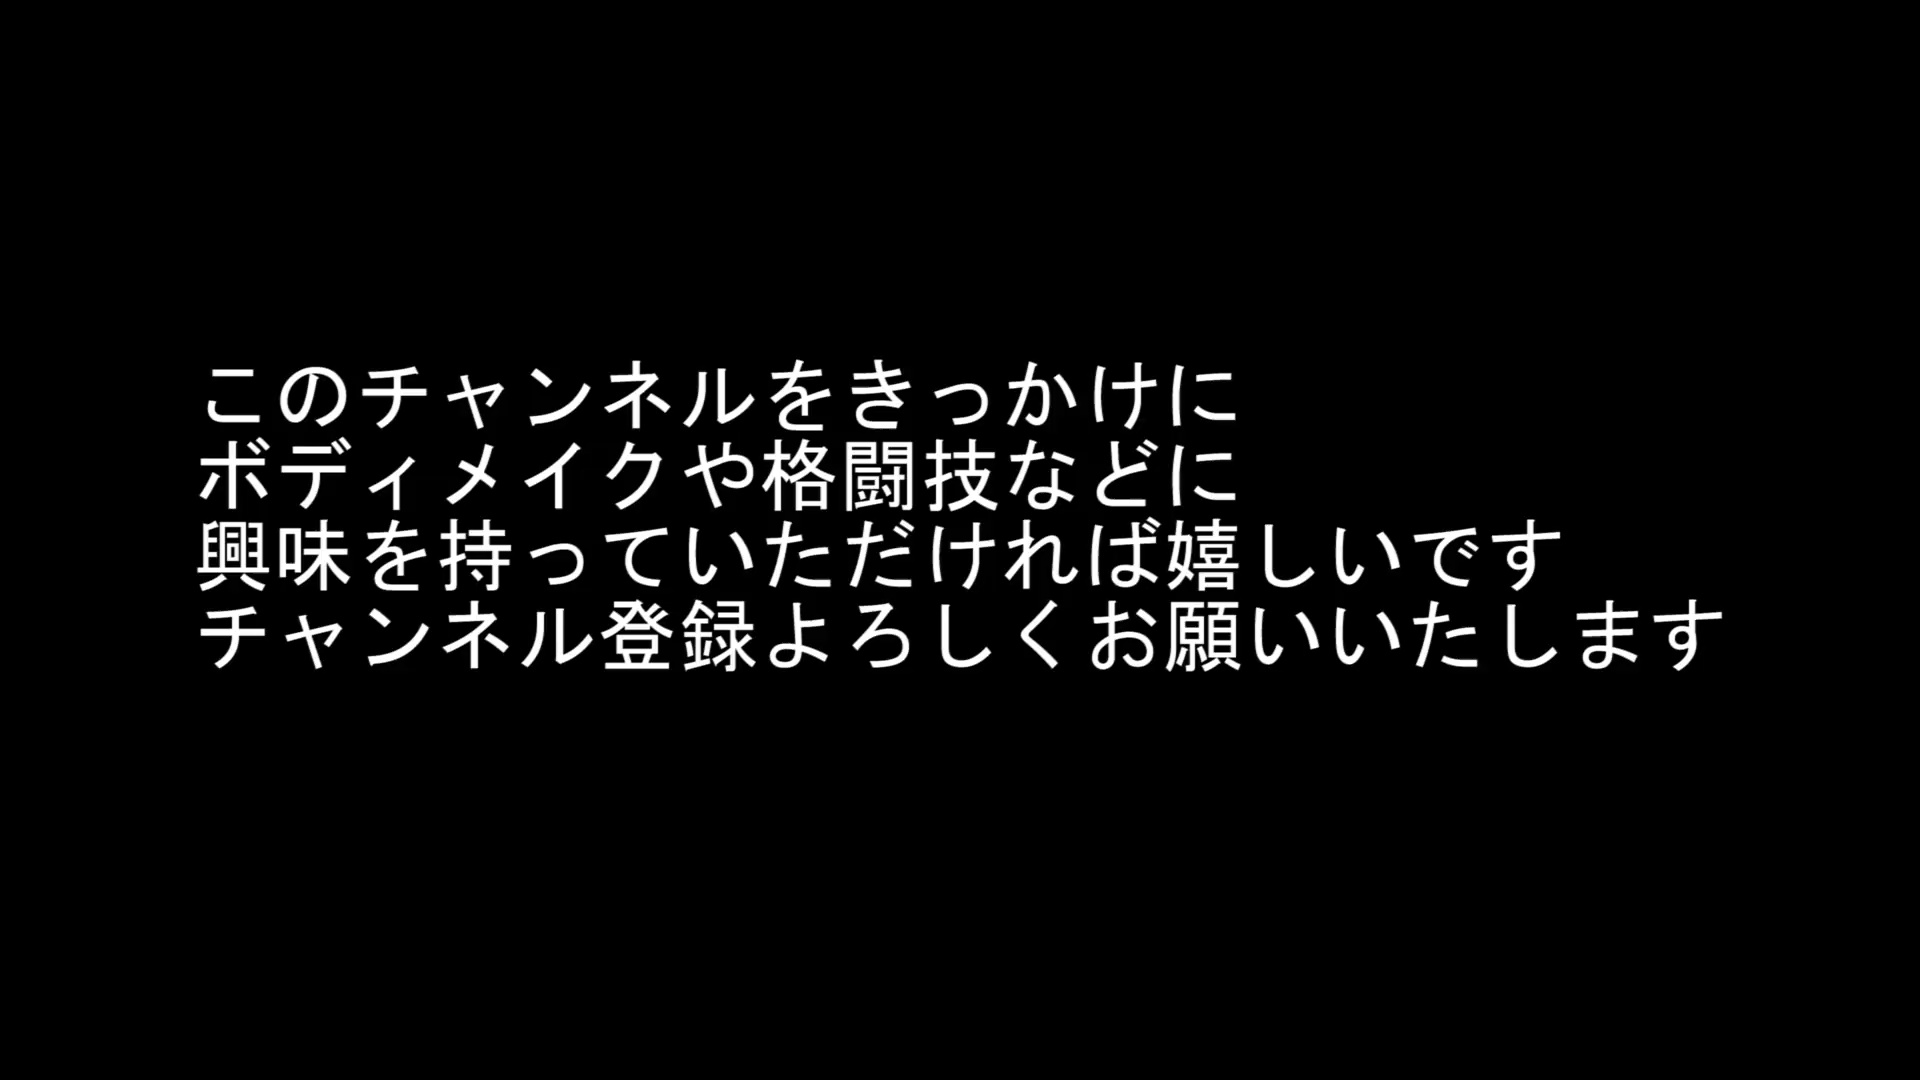 このチャンネルをきっかけに
ボディメイクや格闘技などに
興味を持っていただければ嬉しいです
チャンネル登録よろしくお願いいたします